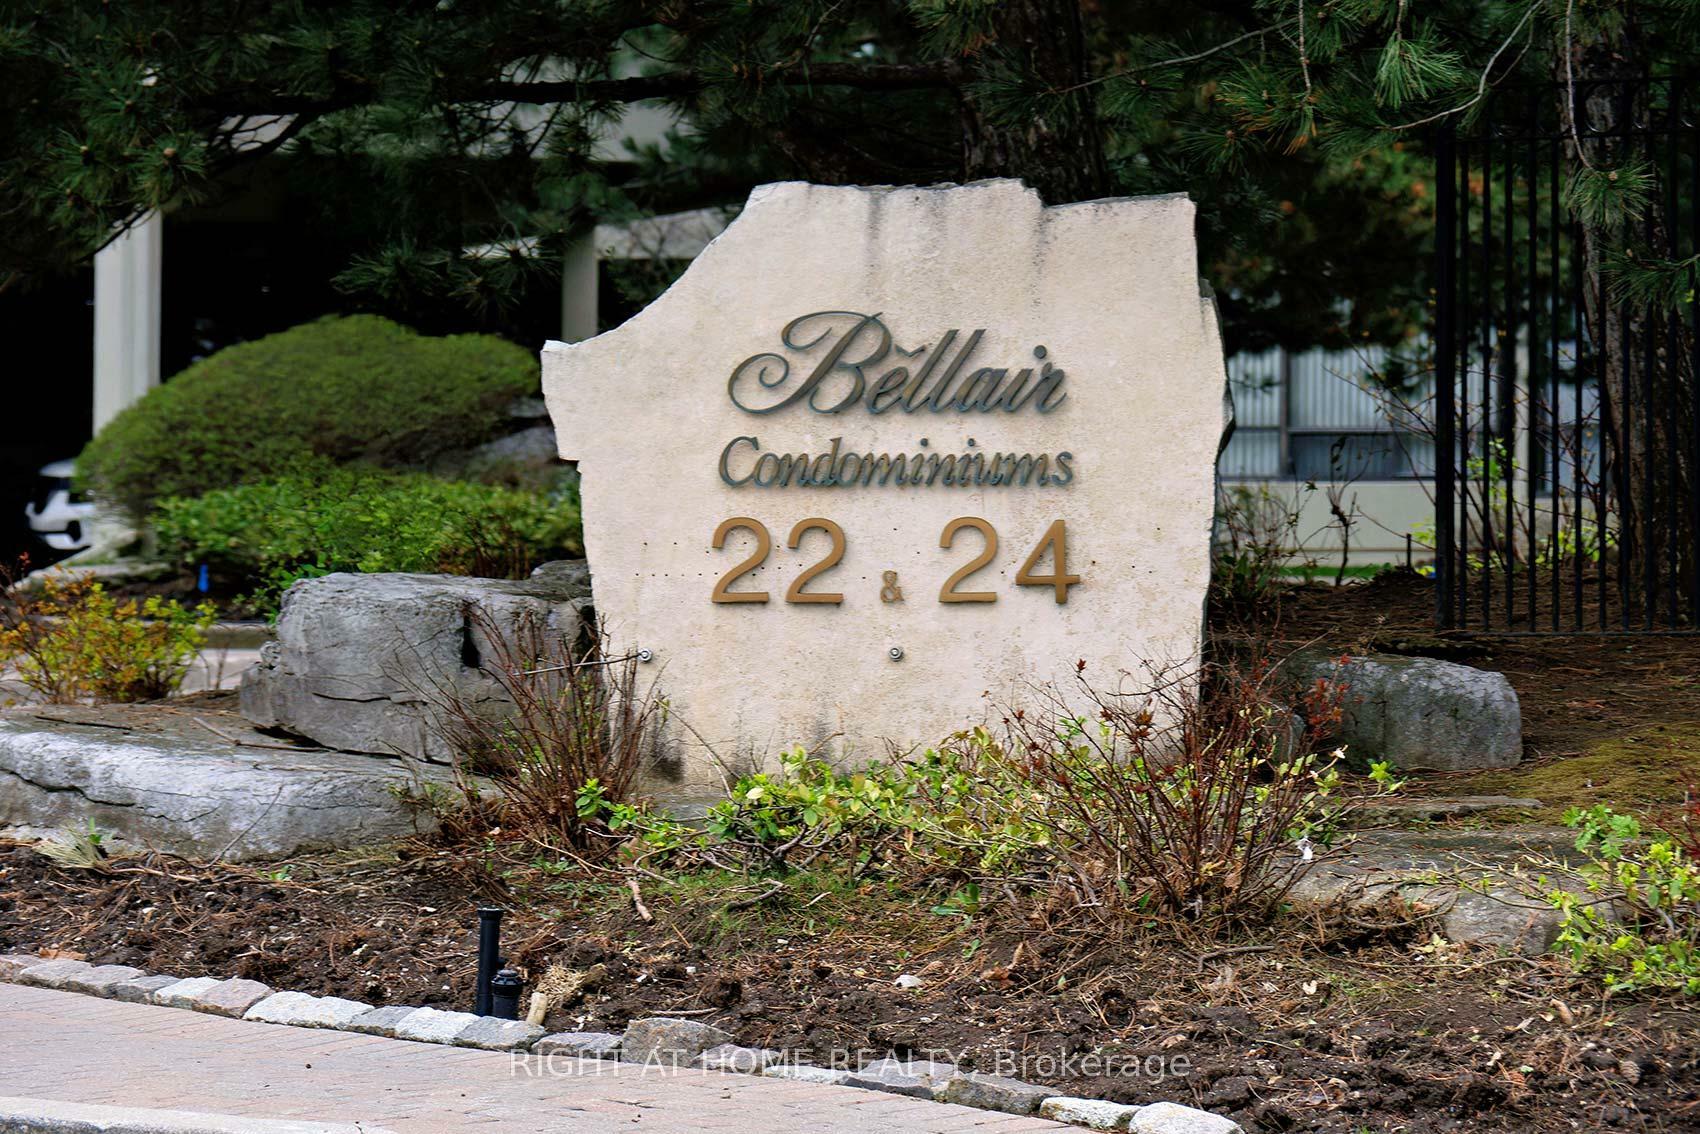 Bellair
Condominiums
22 & 24
RIGHT AT HOME REALTY, Brokerage